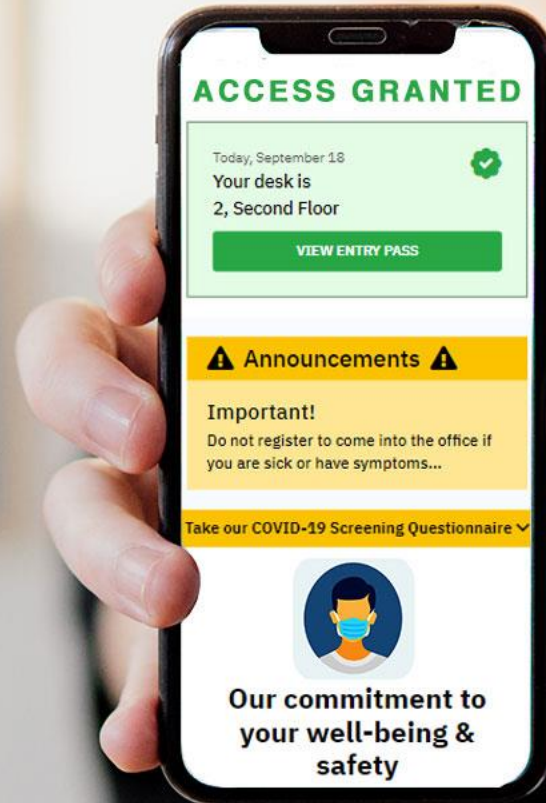 ACCESS GRANTED
Today, September 18
Your desk is
2, Second Floor
VIEW ENTRY PASS
Announcements
Important!
Do not register to come into the office if
you are sick or have symptoms...
Take our COVID-19 Screening Questionnaire
Our commitment to
your well-being &
safety